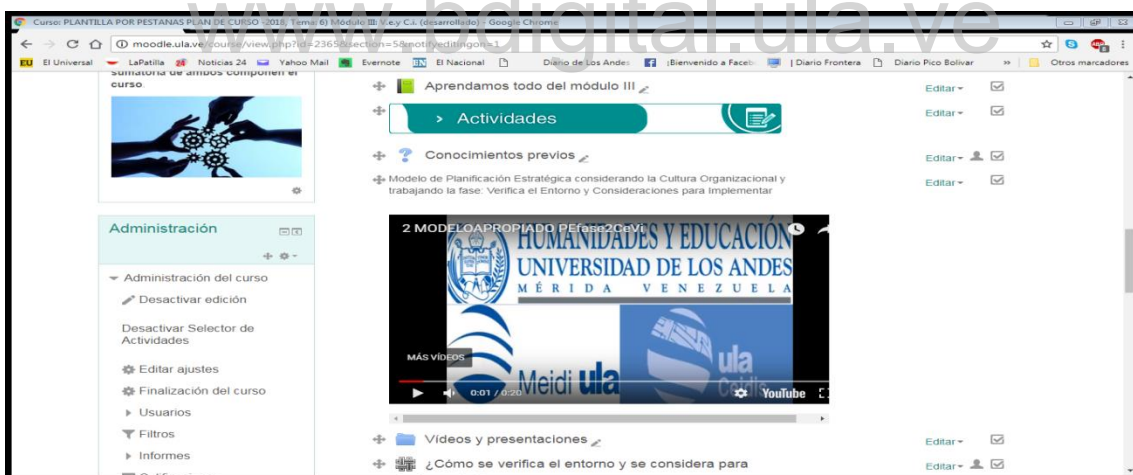 www.bdigital.ula.ve
Curso: PLANTILLA POR PESTAÑAS PLAN DE CURSO -2018, Tema: 6) Módulo III: V.e.y C.i. (desarrollado) - Google Chrome
moodle.ula.ve/course/view.php?id=2365&section=5&notifyeditingon=1
EU El Universal LaPatilla Noticias 24 Yahoo Mail Evernote EN El Nacional Diario de Los Andes ¡Bienvenido a Faceb | Diario Frontera Diario Pico Bolivar » Otros marcadores
sumatoria de ambos componen el
curso.
Aprendamos todo del módulo III Editar
> Actividades Editar
Conocimientos previos Editar
Modelo de Planificación Estratégica considerando la Cultura Organizacional y
trabajando la fase: Verifica el Entorno y Consideraciones para Implementar
Editar
Administración
Administración del curso
Desactivar edición
Desactivar Selector de
Actividades
Editar ajustes
Finalización del curso
Usuarios
Filtros
Informes
2 MODELOAPROPIADO PEfase2CeVi
HUMANIDADES Y EDUCACIÓN
UNIVERSIDAD DE LOS ANDES
MÉRIDA VENEZUELA
MÁS VÍDEOS
Meidi ula
ula
Ceidis
0:01 / 0:20
YouTube
Vídeos y presentaciones Editar
¿Cómo se verifica el entorno y se considera para Editar